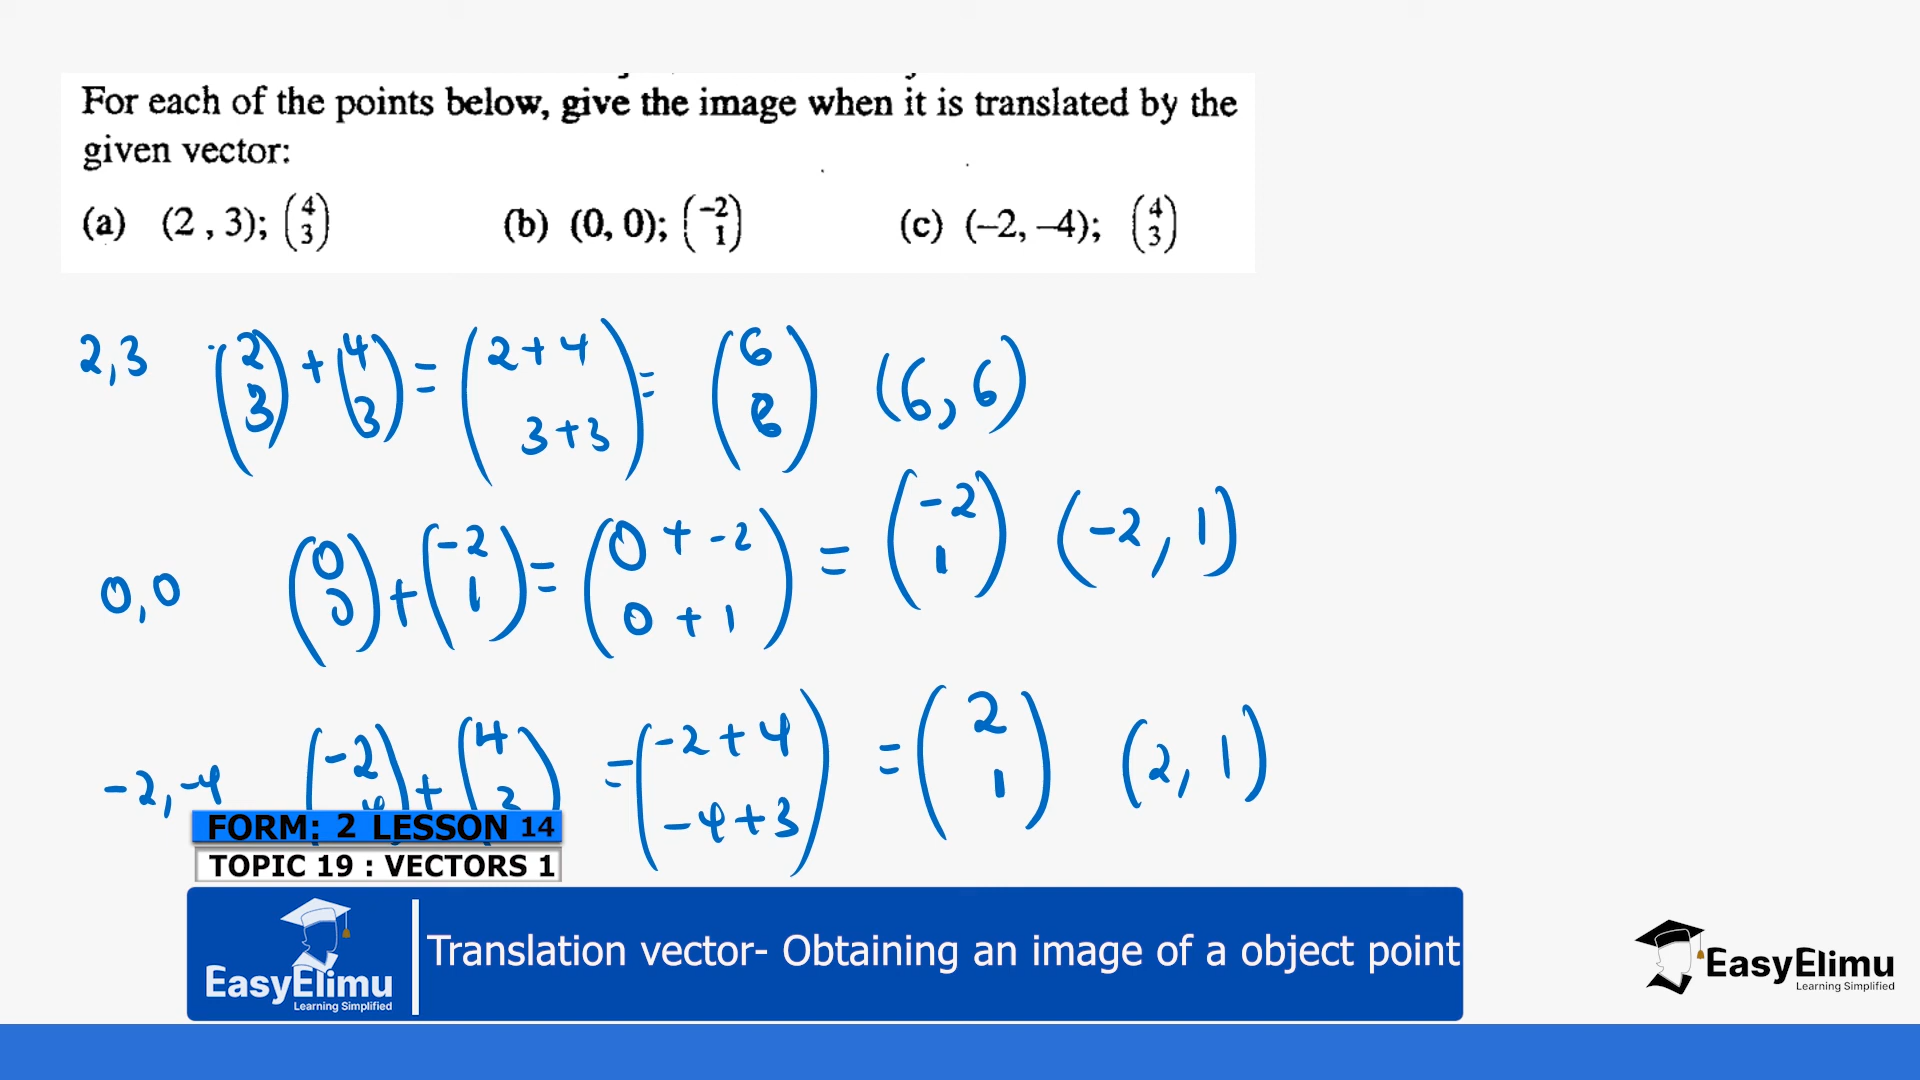 For each of the points below, give the image when it is translated by the
given vector:
(a) (2 , 3); (4 3) (b) (0, 0); (-2 1) (c) (–2, –4); (4 3)
2,3 (2 3) + (4 3) = (2+4 3+3) = (6 6) (6,6)
0,0 (0 0) + (-2 1) = (0 + -2 0 + 1) = (-2 1) (-2, 1)
-2,-4 (-2 -4) + (4 3) = (-2+4 -4+3) = (2 1) (2, 1)
FORM: 2 LESSON 14
TOPIC 19 : VECTORS 1
Translation vector- Obtaining an image of a object point
EasyElimu
Learning Simplified
EasyElimu
Learning Simplified